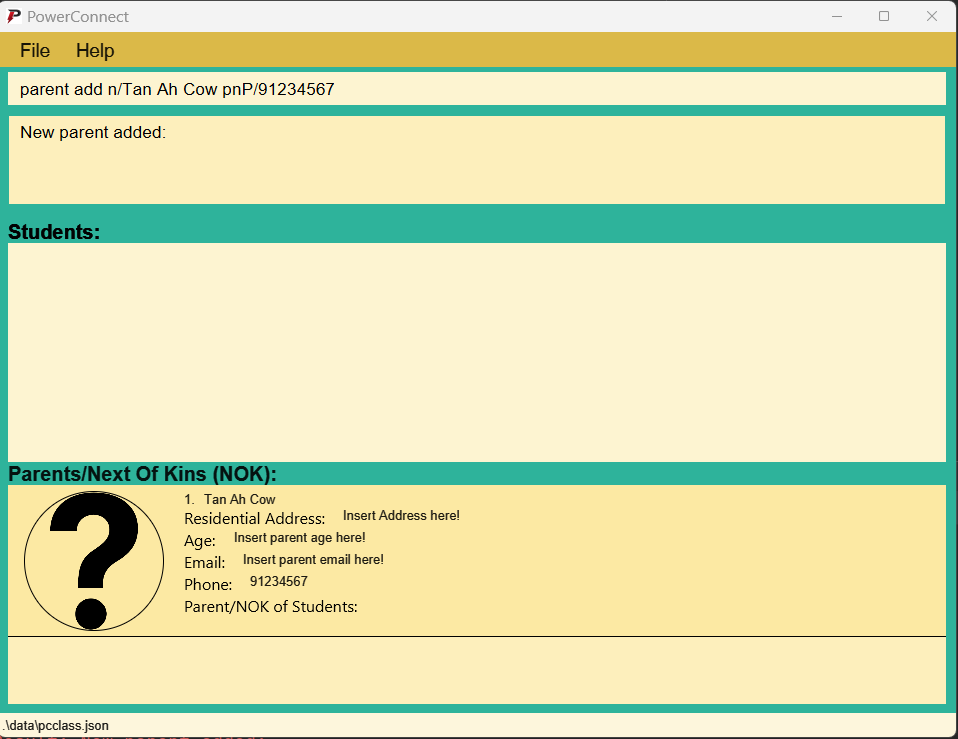 PowerConnect
File Help
parent add n/Tan Ah Cow pnP/91234567
New parent added:
Students:
Parents/Next Of Kins (NOK):
1. Tan Ah Cow
Residential Address: Insert Address here!
Age: Insert parent age here!
Email: Insert parent email here!
Phone: 91234567
Parent/NOK of Students:
.\data\pcclass.json